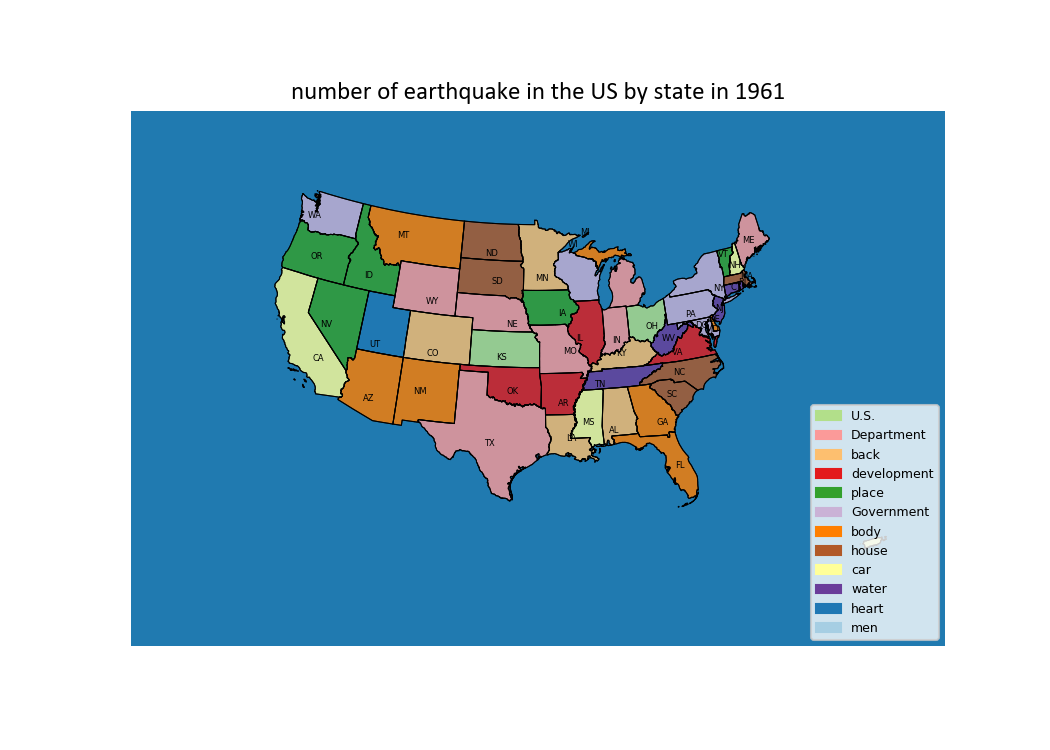 number of earthquake in the US by state in 1961
WA
MT
ND
MN
WI
MI
ME
VT
NH
MA
OR
ID
SD
WY
NY
CT
NV
IA
NE
PA
NJ
UT
CO
IL
IN
OH
WV
VA
KY
CA
KS
MO
AZ
NM
OK
TN
NC
AR
SC
MS
AL
GA
TX
LA
FL
U.S.
Department
back
development
place
Government
body
house
car
water
heart
men